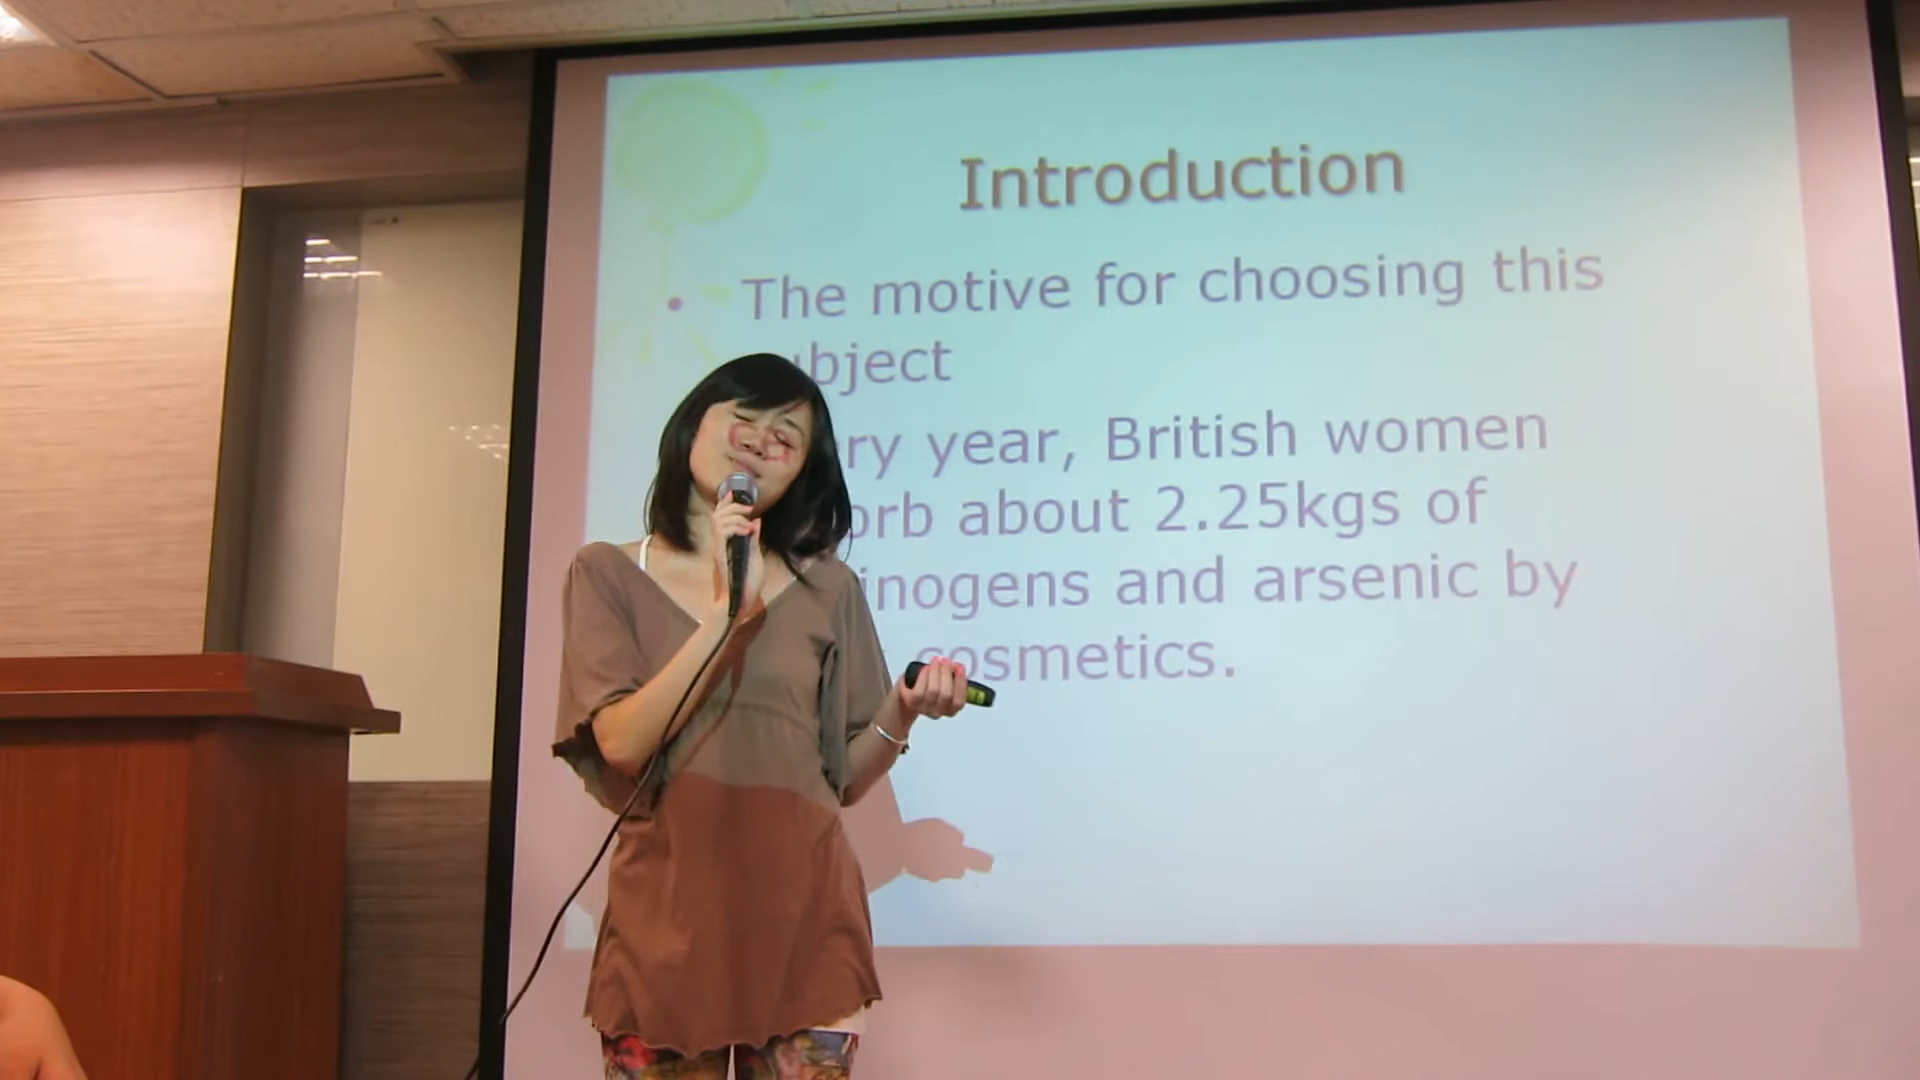 Introduction
• The motive for choosing this
ubject
ry year, British women
orb about 2.25kgs of
inogens and arsenic by
cosmetics.